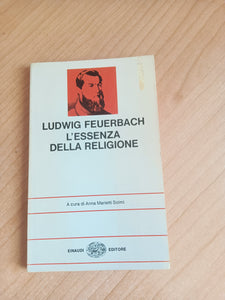 LUDWIG FEUERBACH
L'ESSENZA
DELLA RELIGIONE
A cura di Anna Marietti Solmi
EINAUDI EDITORE